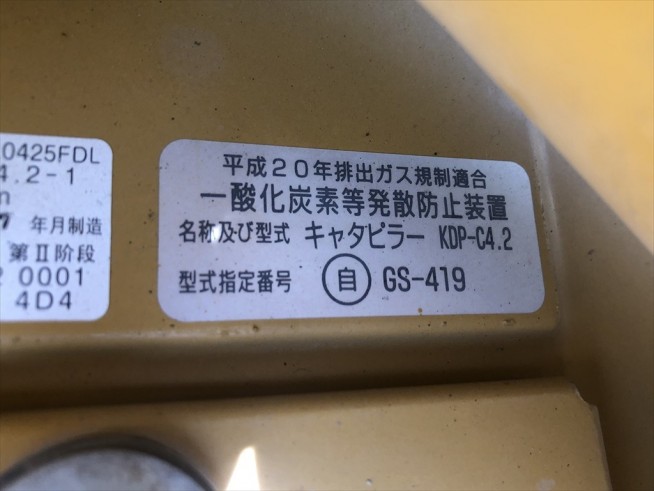 0425FDL
4.2-1
年月制造
第Ⅱ阶段
0001
4D4
平成20年排出ガス規制適合
一酸化炭素等発散防止装置
名称及び型式 キャタピラー KDP-C4.2
型式指定番号 自 GS-419